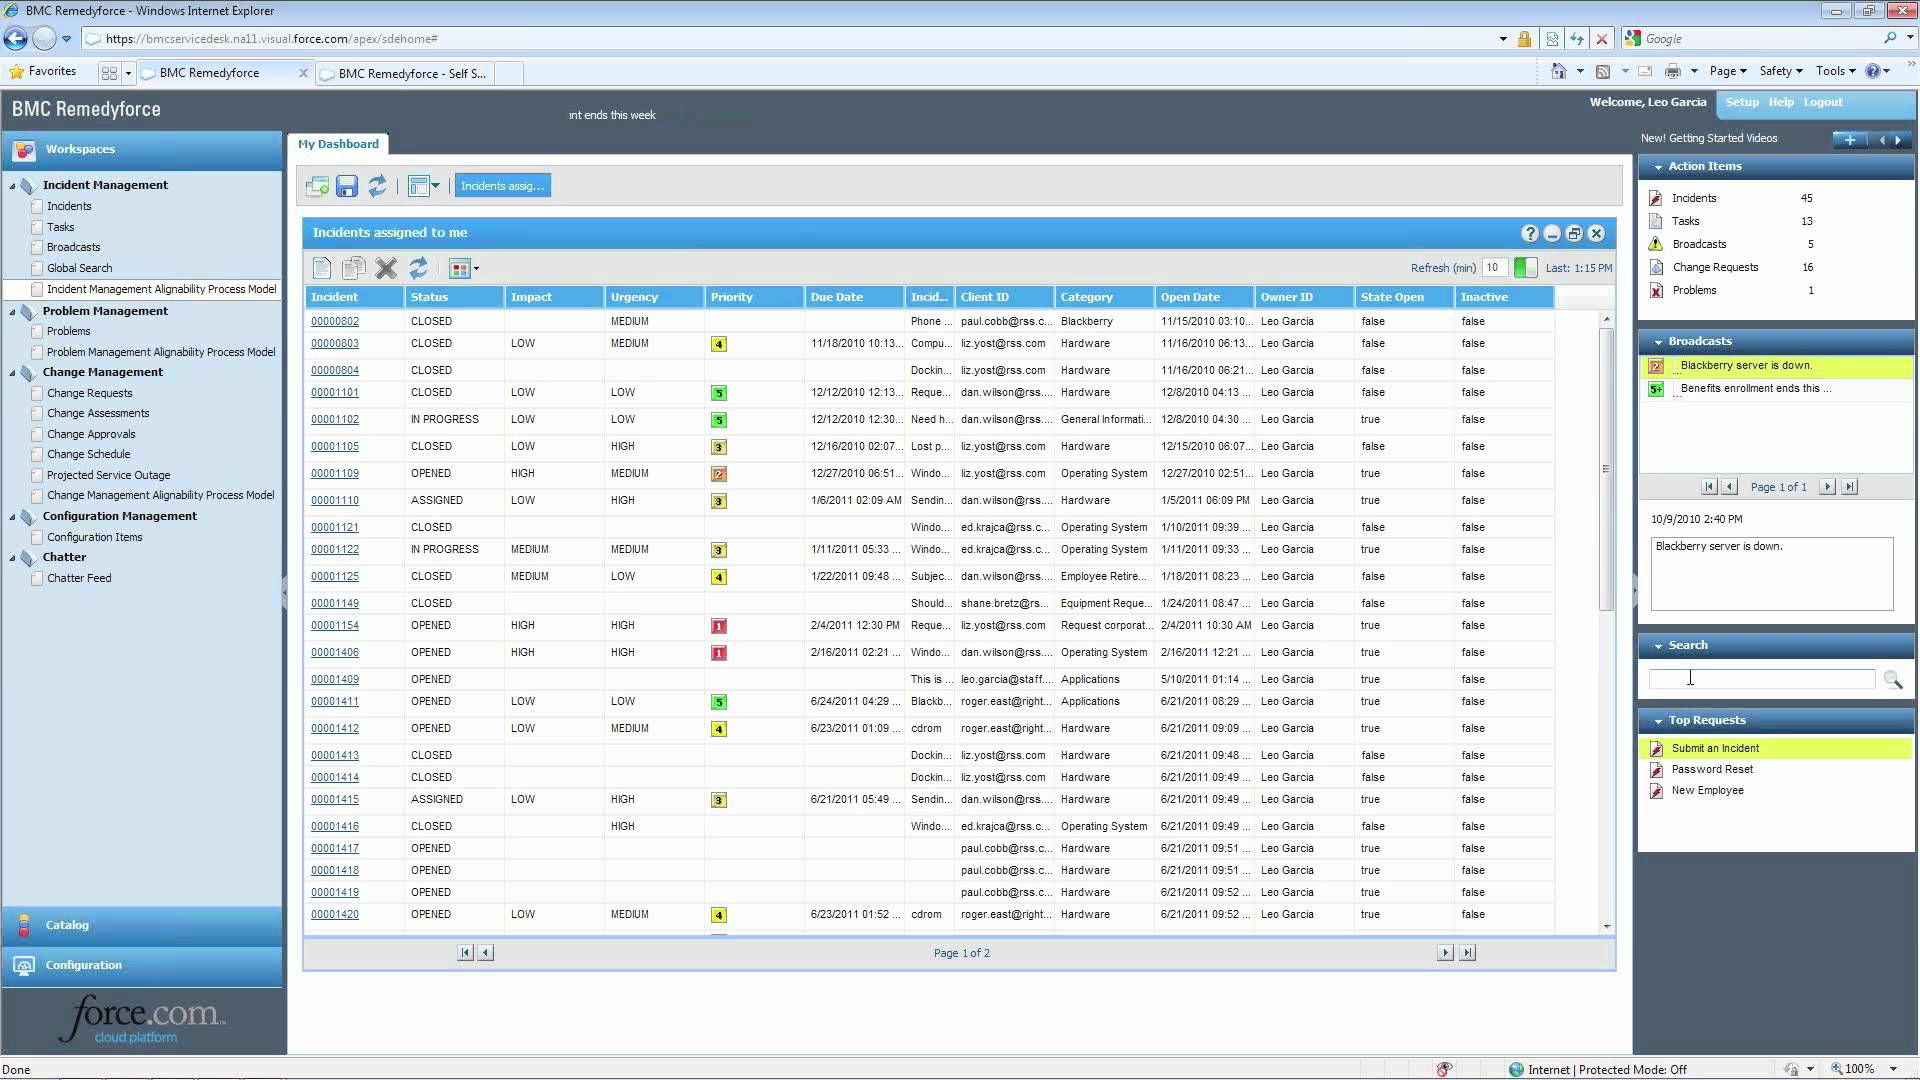 BMC Remedyforce - Windows Internet Explorer
https://bmcservicedesk.na11.visual.force.com/apex/sdehome#
Google
Favorites
BMC Remedyforce
BMC Remedyforce - Self S...
Page
Safety
Tools
BMC Remedyforce
nt ends this week
Welcome, Leo Garcia
Setup Help Logout
Workspaces
Incident Management
Incidents
Tasks
Broadcasts
Global Search
Incident Management Alignability Process Model
Problem Management
Problems
Problem Management Alignability Process Model
Change Management
Change Requests
Change Assessments
Change Approvals
Change Schedule
Projected Service Outage
Change Management Alignability Process Model
Configuration Management
Configuration Items
Chatter
Chatter Feed
Catalog
Configuration
force.com
cloud platform
My Dashboard
Incidents assig...
Incidents assigned to me
Refresh (min) 10 Last: 1:15 PM
Incident Status Impact Urgency Priority Due Date Incid... Client ID Category Open Date Owner ID State Open Inactive
00000802 CLOSED MEDIUM Phone ... paul.cobb@rss.c... Blackberry 11/15/2010 03:10... Leo Garcia false false
00000803 CLOSED LOW MEDIUM 4 11/18/2010 10:13... Compu... liz.yost@rss.com Hardware 11/16/2010 06:13... Leo Garcia false false
00000804 CLOSED Dockin... liz.yost@rss.com Hardware 11/16/2010 06:21... Leo Garcia false false
00001101 CLOSED LOW LOW 5 12/12/2010 12:13... Reque... dan.wilson@rss.... Hardware 12/8/2010 04:13 ... Leo Garcia false false
00001102 IN PROGRESS LOW LOW 5 12/12/2010 12:30... Need h... dan.wilson@rss.... General Informati... 12/8/2010 04:30 ... Leo Garcia true false
00001105 CLOSED LOW HIGH 3 12/16/2010 02:07... Lost p... liz.yost@rss.com Hardware 12/15/2010 06:07... Leo Garcia false false
00001109 OPENED HIGH MEDIUM 2 12/27/2010 06:51... Windo... liz.yost@rss.com Operating System 12/27/2010 02:51... Leo Garcia true false
00001110 ASSIGNED LOW HIGH 3 1/6/2011 02:09 AM Sendin... dan.wilson@rss.... Hardware 1/5/2011 06:09 PM Leo Garcia true false
00001121 CLOSED Windo... ed.krajca@rss.c... Operating System 1/10/2011 09:39 ... Leo Garcia false false
00001122 IN PROGRESS MEDIUM MEDIUM 3 1/11/2011 05:33 ... Windo... ed.krajca@rss.c... Operating System 1/11/2011 09:33 ... Leo Garcia true false
00001125 CLOSED MEDIUM LOW 4 1/22/2011 09:48 ... Subjec... dan.wilson@rss.... Employee Retire... 1/18/2011 08:23 ... Leo Garcia false false
00001149 CLOSED Should... shane.bretz@rs... Equipment Reque... 1/24/2011 08:47 ... Leo Garcia false false
00001154 OPENED HIGH HIGH 1 2/4/2011 12:30 PM Reque... liz.yost@rss.com Request corporat... 2/4/2011 10:30 AM Leo Garcia true false
00001406 OPENED HIGH HIGH 1 2/16/2011 02:21 ... Windo... dan.wilson@rss.... Operating System 2/16/2011 12:21 ... Leo Garcia true false
00001409 OPENED This is ... leo.garcia@staff.... Applications 5/10/2011 01:14 ... Leo Garcia true false
00001411 OPENED LOW LOW 5 6/24/2011 04:29 ... Blackb... roger.east@right... Applications 6/21/2011 08:29 ... Leo Garcia true false
00001412 OPENED LOW MEDIUM 4 6/23/2011 01:09 ... cdrom roger.east@right... Hardware 6/21/2011 09:09 ... Leo Garcia true false
00001413 CLOSED Dockin... liz.yost@rss.com Hardware 6/21/2011 09:48 ... Leo Garcia false false
00001414 CLOSED Dockin... liz.yost@rss.com Hardware 6/21/2011 09:49 ... Leo Garcia false false
00001415 ASSIGNED LOW HIGH 3 6/21/2011 05:49 ... Sendin... dan.wilson@rss.... Hardware 6/21/2011 09:49 ... Leo Garcia true false
00001416 CLOSED HIGH Windo... ed.krajca@rss.c... Operating System 6/21/2011 09:49 ... Leo Garcia false false
00001417 OPENED paul.cobb@rss.c... Hardware 6/21/2011 09:51 ... Leo Garcia true false
00001418 OPENED paul.cobb@rss.c... Hardware 6/21/2011 09:51 ... Leo Garcia true false
00001419 OPENED paul.cobb@rss.c... Hardware 6/21/2011 09:52 ... Leo Garcia true false
00001420 OPENED LOW MEDIUM 4 6/23/2011 01:52 ... cdrom roger.east@right... Hardware 6/21/2011 09:52 ... Leo Garcia true false
Page 1 of 2
New! Getting Started Videos
Action Items
Incidents 45
Tasks 13
Broadcasts 5
Change Requests 16
Problems 1
Broadcasts
2 ... Blackberry server is down.
5+ ... Benefits enrollment ends this ...
Page 1 of 1
10/9/2010 2:40 PM
Blackberry server is down.
Search
Top Requests
Submit an Incident
Password Reset
New Employee
Done
Internet | Protected Mode: Off
100%